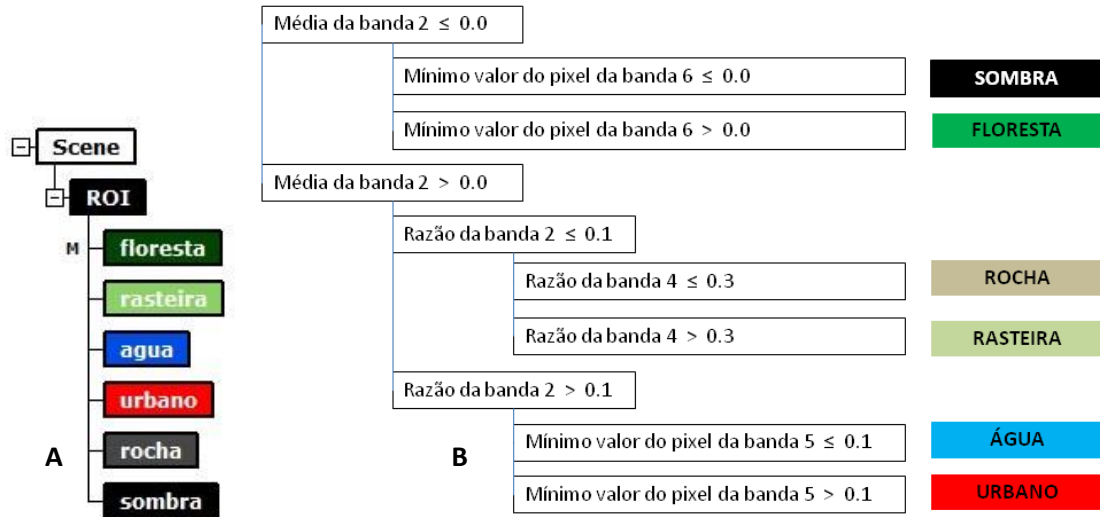 Scene
ROI
M
floresta
rasteira
agua
urbano
rocha
sombra
A
Média da banda 2 ≤ 0.0
Mínimo valor do pixel da banda 6 ≤ 0.0
SOMBRA
Mínimo valor do pixel da banda 6 > 0.0
FLORESTA
Média da banda 2 > 0.0
Razão da banda 2 ≤ 0.1
Razão da banda 4 ≤ 0.3
ROCHA
Razão da banda 4 > 0.3
RASTEIRA
Razão da banda 2 > 0.1
Mínimo valor do pixel da banda 5 ≤ 0.1
ÁGUA
Mínimo valor do pixel da banda 5 > 0.1
URBANO
B